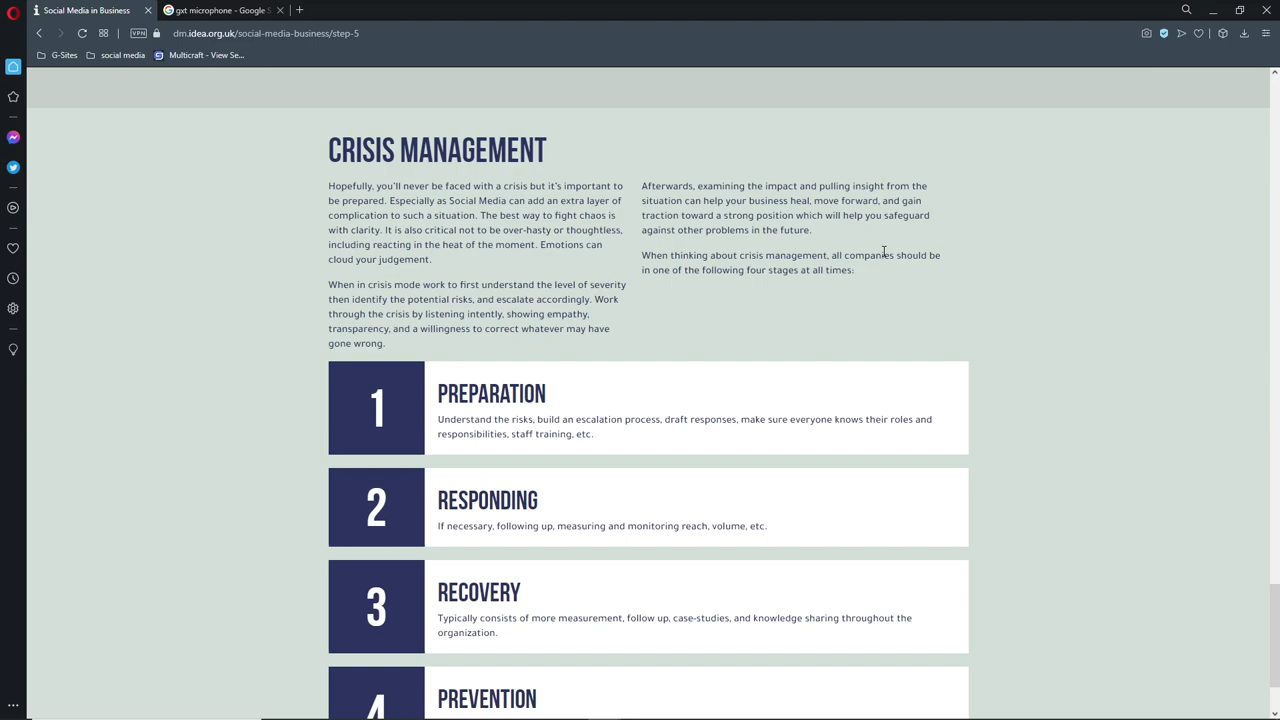 Social Media in Business
gxt microphone - Google S
VPN
dm.idea.org.uk/social-media-business/step-5
G-Sites
social media
Multicraft - View Se...
CRISIS MANAGEMENT
Hopefully, you'll never be faced with a crisis but it's important to
be prepared. Especially as Social Media can add an extra layer of
complication to such a situation. The best way to fight chaos is
with clarity. It is also critical not to be over-hasty or thoughtless,
including reacting in the heat of the moment. Emotions can
cloud your judgement.
When in crisis mode work to first understand the level of severity
then identify the potential risks, and escalate accordingly. Work
through the crisis by listening intently, showing empathy,
transparency, and a willingness to correct whatever may have
gone wrong.
Afterwards, examining the impact and pulling insight from the
situation can help your business heal, move forward, and gain
traction toward a strong position which will help you safeguard
against other problems in the future.
When thinking about crisis management, all companies should be
in one of the following four stages at all times:
1
PREPARATION
Understand the risks, build an escalation process, draft responses, make sure everyone knows their roles and
responsibilities, staff training, etc.
2
RESPONDING
If necessary, following up, measuring and monitoring reach, volume, etc.
3
RECOVERY
Typically consists of more measurement, follow up, case-studies, and knowledge sharing throughout the
organization.
4
PREVENTION